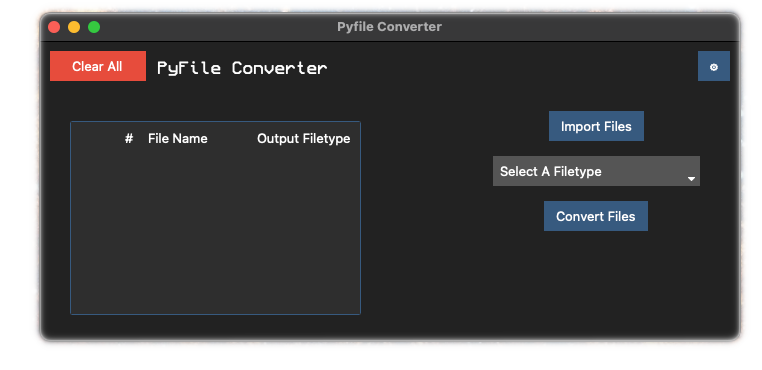 Pyfile Converter
Clear All
PyFile Converter
# File Name Output Filetype
Import Files
Select A Filetype
Convert Files